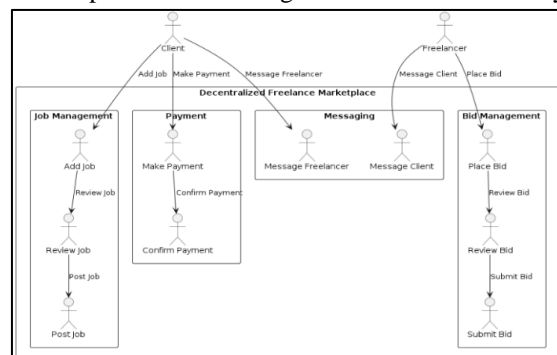 Client
Freelancer
Add Job
Make Payment
Message Freelancer
Message Client
Place Bid
Decentralized Freelance Marketplace
Job Management
Payment
Messaging
Bid Management
Add Job
Make Payment
Message Freelancer
Message Client
Place Bid
Review Job
Confirm Payment
Review Bid
Review Job
Confirm Payment
Review Bid
Post Job
Submit Bid
Post Job
Submit Bid